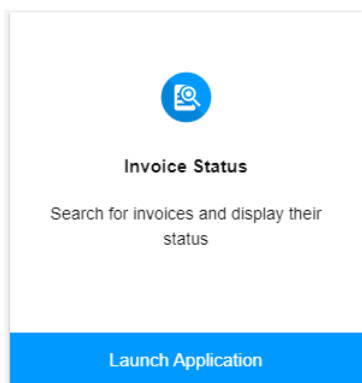 Invoice Status
Search for invoices and display their
status
Launch Application